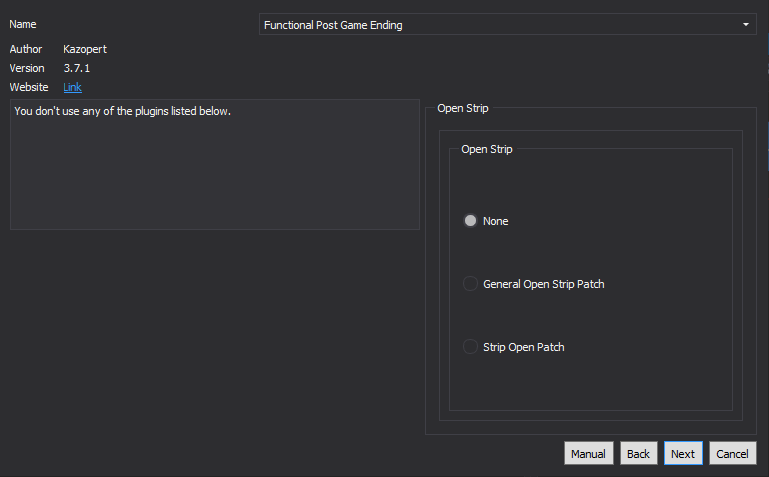 Name
Functional Post Game Ending
Author Kazopert
Version 3.7.1
Website Link
You don't use any of the plugins listed below.
Open Strip
Open Strip
None
General Open Strip Patch
Strip Open Patch
Manual Back Next Cancel